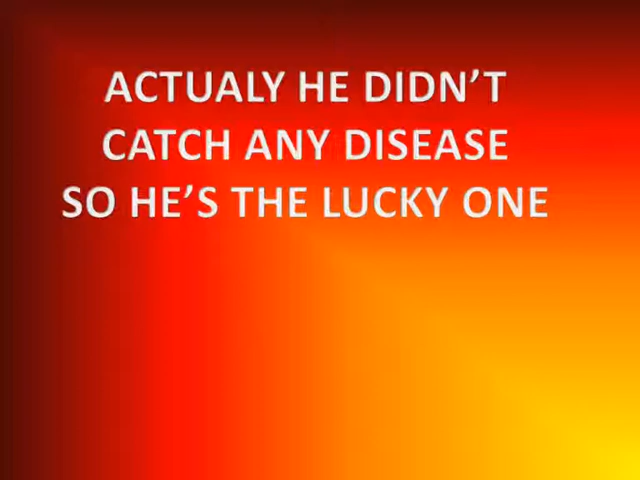 ACTUALY HE DIDN’T
CATCH ANY DISEASE
SO HE’S THE LUCKY ONE